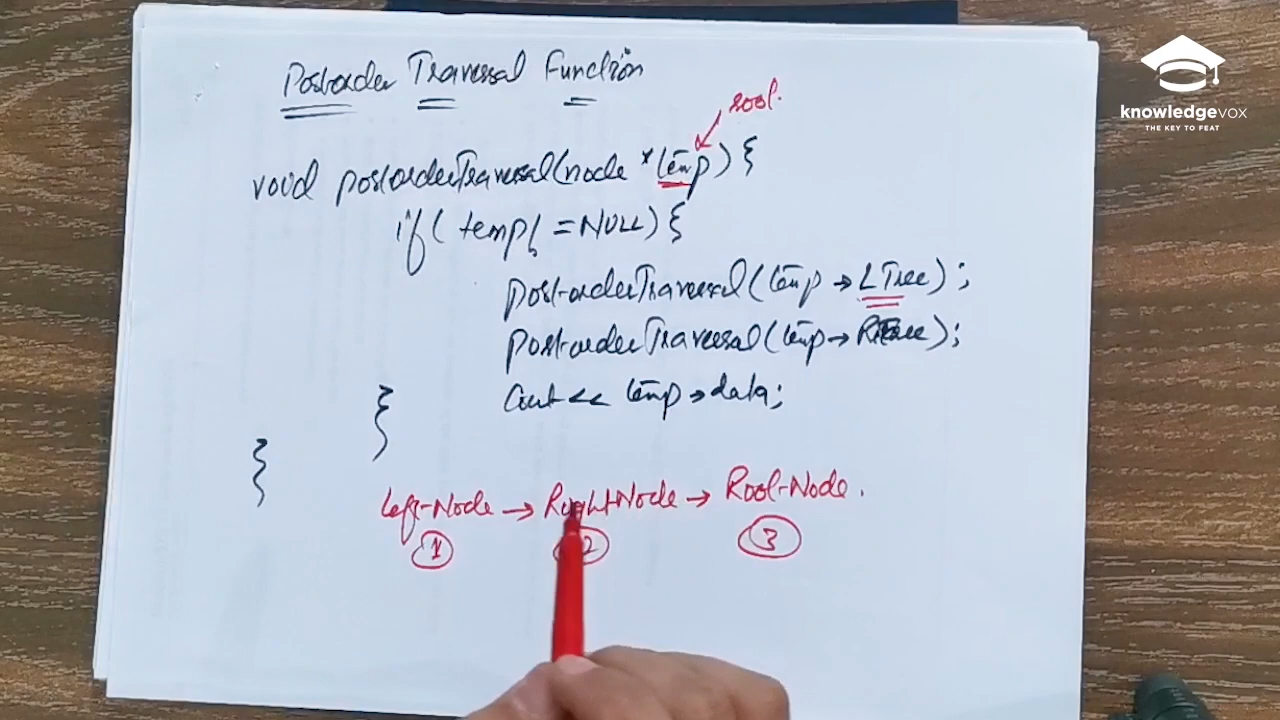 Postorder Traversal Function
root.
void postorderTraversal(node *temp) {
if( temp != NULL) {
postorderTraversal(temp → LTree);
postorderTraversal(temp → RTree);
cout << temp → data;
}
}
Left-Node → Right-Node → Root-Node.
1 2 3
knowledgevox
THE KEY TO FEAT